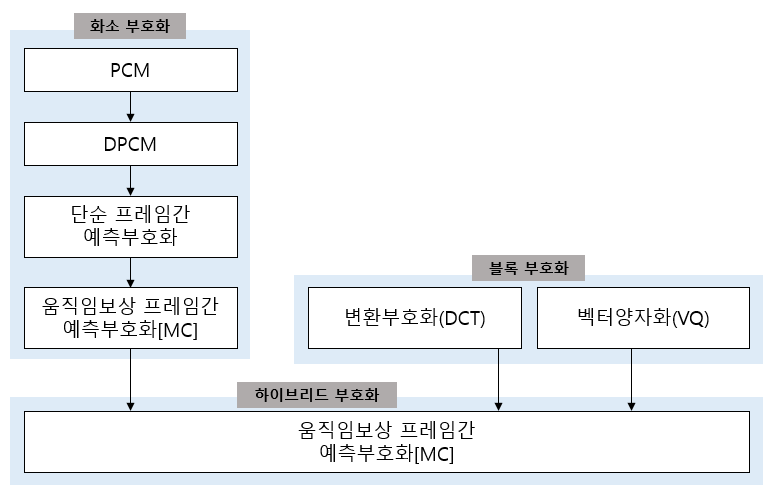 화소 부호화
PCM
DPCM
단순 프레임간
예측부호화
움직임보상 프레임간
예측부호화[MC]
블록 부호화
변환부호화(DCT)
벡터양자화(VQ)
하이브리드 부호화
움직임보상 프레임간
예측부호화[MC]